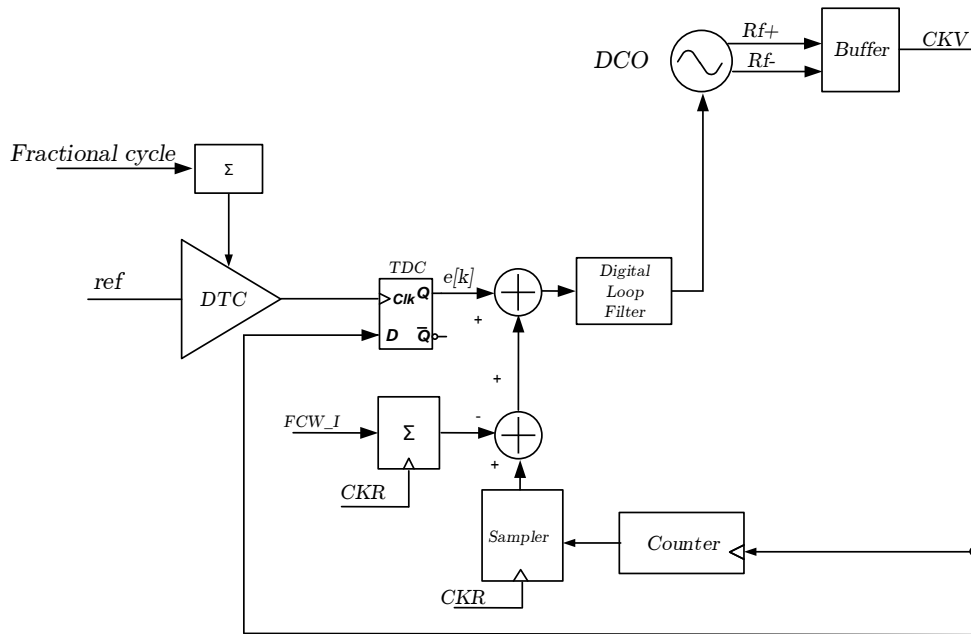 Rf+
DCO
Rf-
Buffer
CKV
Fractional cycle
Σ
ref
DTC
TDC
e[k]
Clk
Q
D
Q̅
+
Digital
Loop
Filter
+
FCW_I
Σ
-
+
CKR
Sampler
Counter
CKR